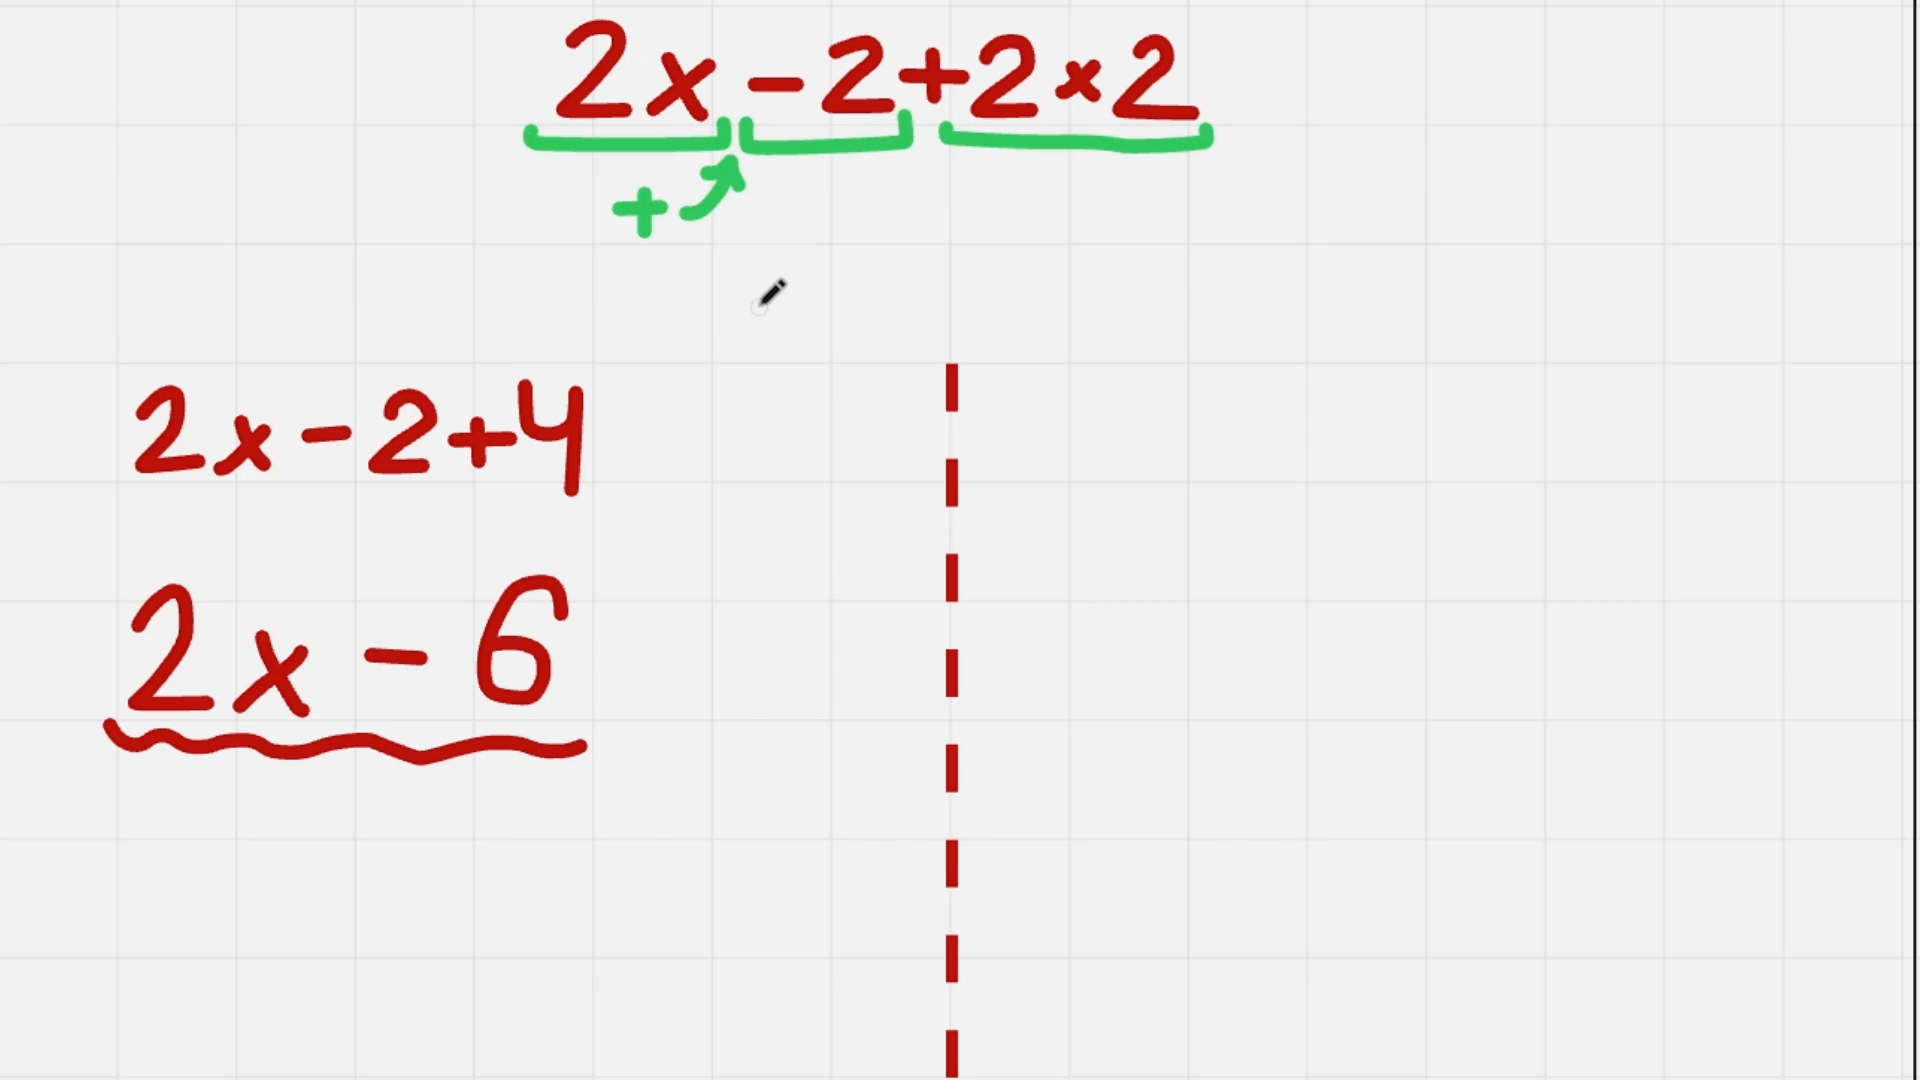 2x - 2 + 2 × 2
+
2x - 2 + 4
2x - 6